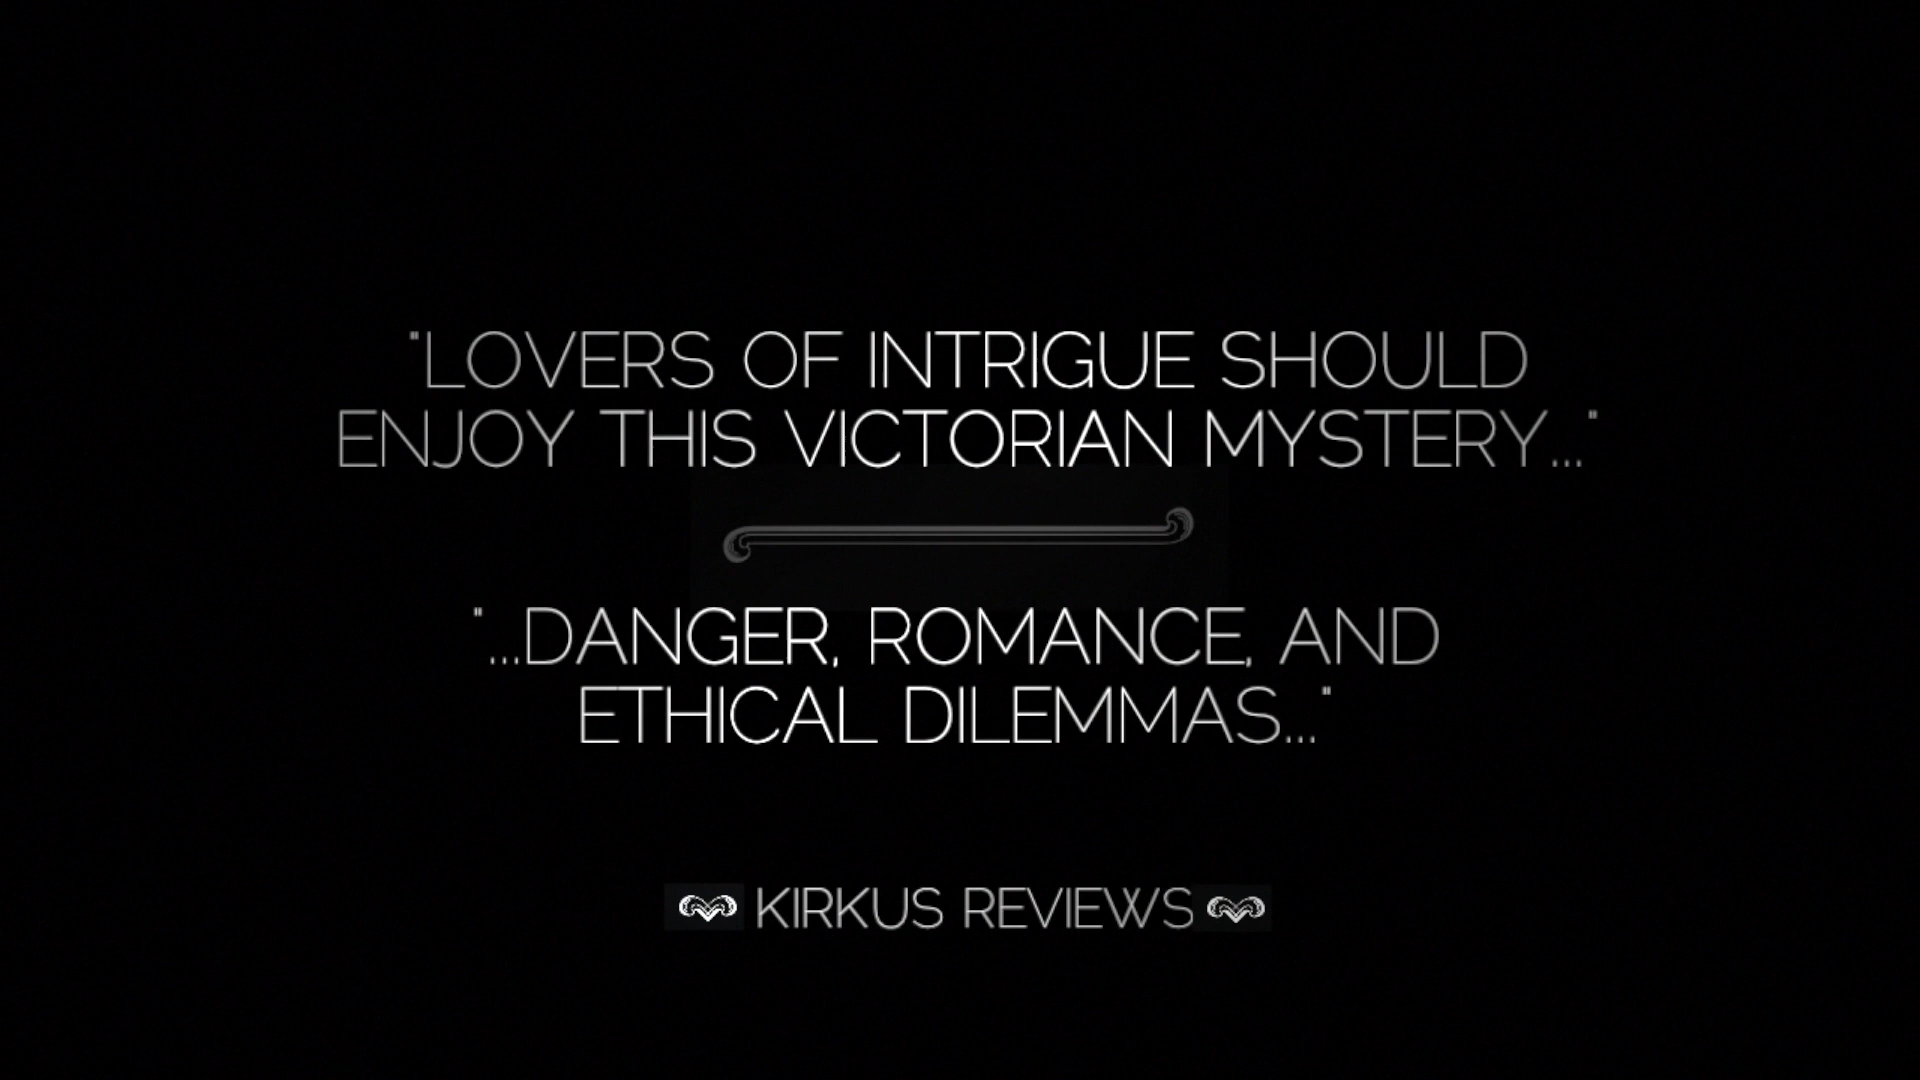 "LOVERS OF INTRIGUE SHOULD
ENJOY THIS VICTORIAN MYSTERY..."
"...DANGER, ROMANCE, AND
ETHICAL DILEMMAS..."
KIRKUS REVIEWS